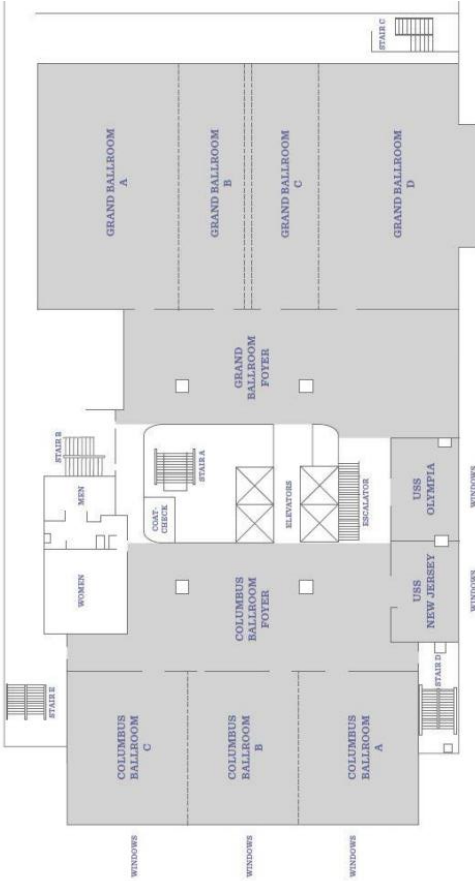 STAIR C
GRAND BALLROOM
A
GRAND BALLROOM
B
GRAND BALLROOM
C
GRAND BALLROOM
D
GRAND
BALLROOM
FOYER
STAIR B
MEN
STAIR A
COAT-
CHECK
ELEVATORS
ESCALATOR
USS
OLYMPIA
WINDOWS
WOMEN
COLUMBUS
BALLROOM
FOYER
USS
NEW JERSEY
WINDOWS
STAIR E
STAIR D
COLUMBUS
BALLROOM
C
COLUMBUS
BALLROOM
B
COLUMBUS
BALLROOM
A
WINDOWS
WINDOWS
WINDOWS